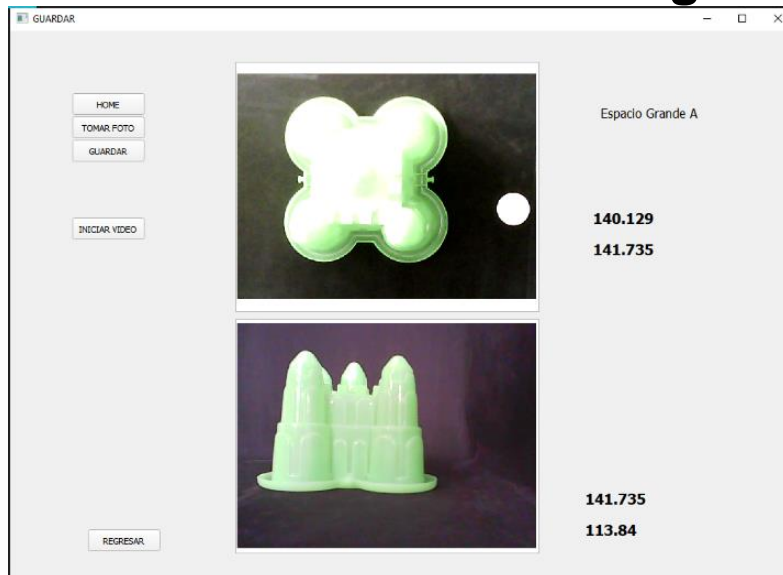 GUARDAR
HOME
TOMAR FOTO
GUARDAR
INICIAR VIDEO
REGRESAR
Espacio Grande A
140.129
141.735
141.735
113.84